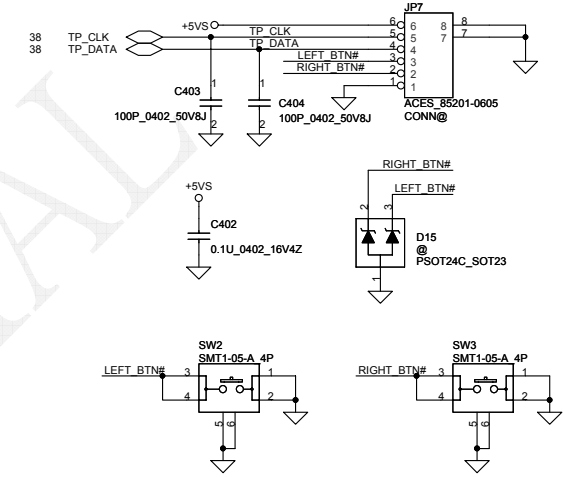 JP7
+5VS
6 6 8 8
38 TP_CLK TP_CLK 5 5 7 7
38 TP_DATA TP_DATA 4 4
LEFT_BTN# 3 3
RIGHT_BTN# 2 2
1 1
C403 1
100P_0402_50V8J
2
1 C404
100P_0402_50V8J
2
ACES_85201-0605
CONN@
+5VS
C402
0.1U_0402_16V4Z
RIGHT_BTN#
LEFT_BTN#
2 3
D15
@
PSOT24C_SOT23
1
SW2
SMT1-05-A_4P
LEFT_BTN# 3 1
4 2
5 6
SW3
SMT1-05-A_4P
RIGHT_BTN# 3 1
4 2
5 6